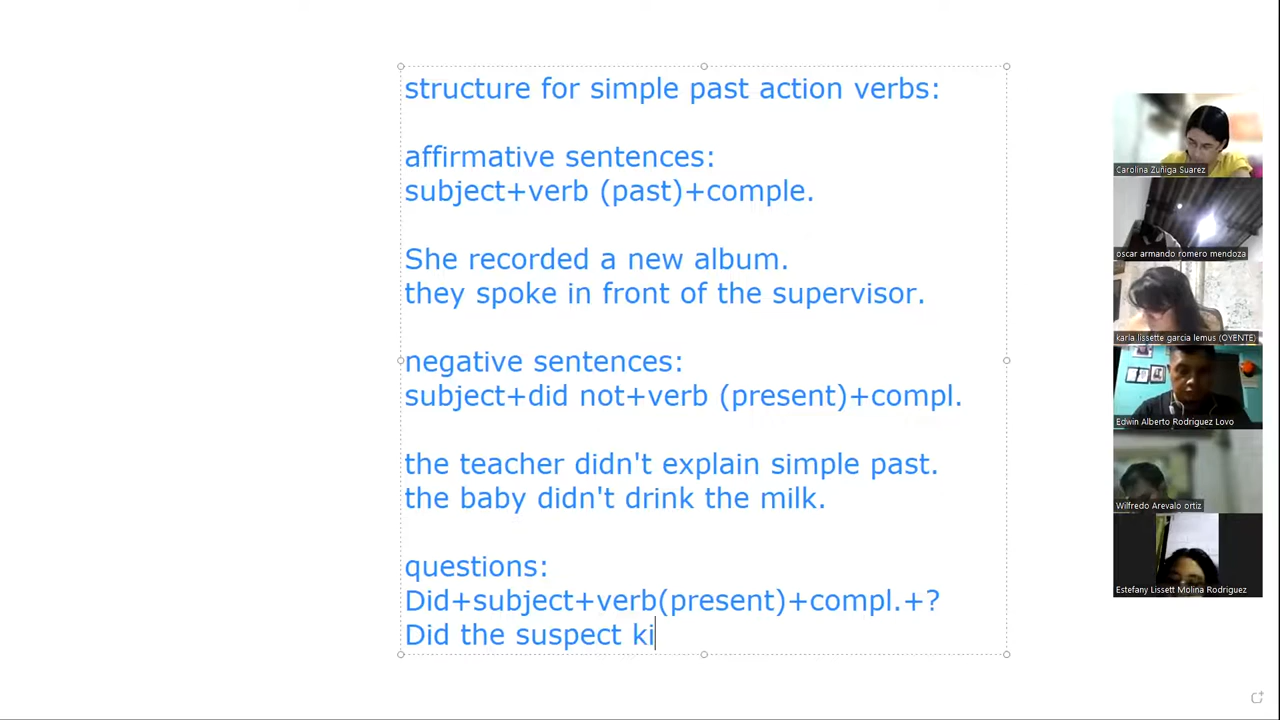 structure for simple past action verbs:
affirmative sentences:
subject+verb (past)+comple.
She recorded a new album.
they spoke in front of the supervisor.
negative sentences:
subject+did not+verb (present)+compl.
the teacher didn't explain simple past.
the baby didn't drink the milk.
questions:
Did+subject+verb(present)+compl.+?
Did the suspect ki
Carolina Zuñiga Suarez
oscar armando romero mendoza
karla lissette garcia lemus (OYENTE)
Edwin Alberto Rodriguez Lovo
Wilfredo Arevalo ortiz
Estefany Lissett Molina Rodriguez